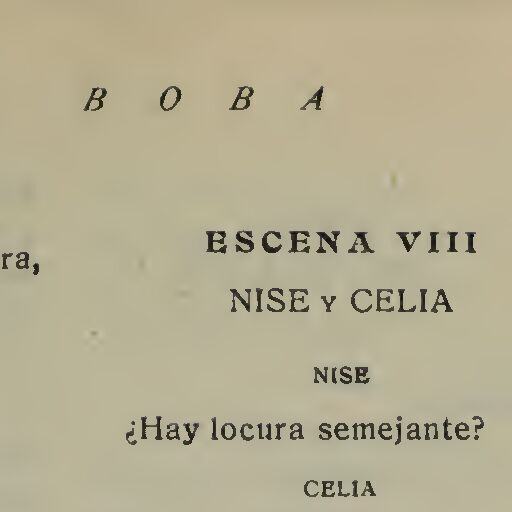 B O B A
ra,
ESCENA VIII
NISE Y CELIA
NISE
¿Hay locura semejante?
CELIA